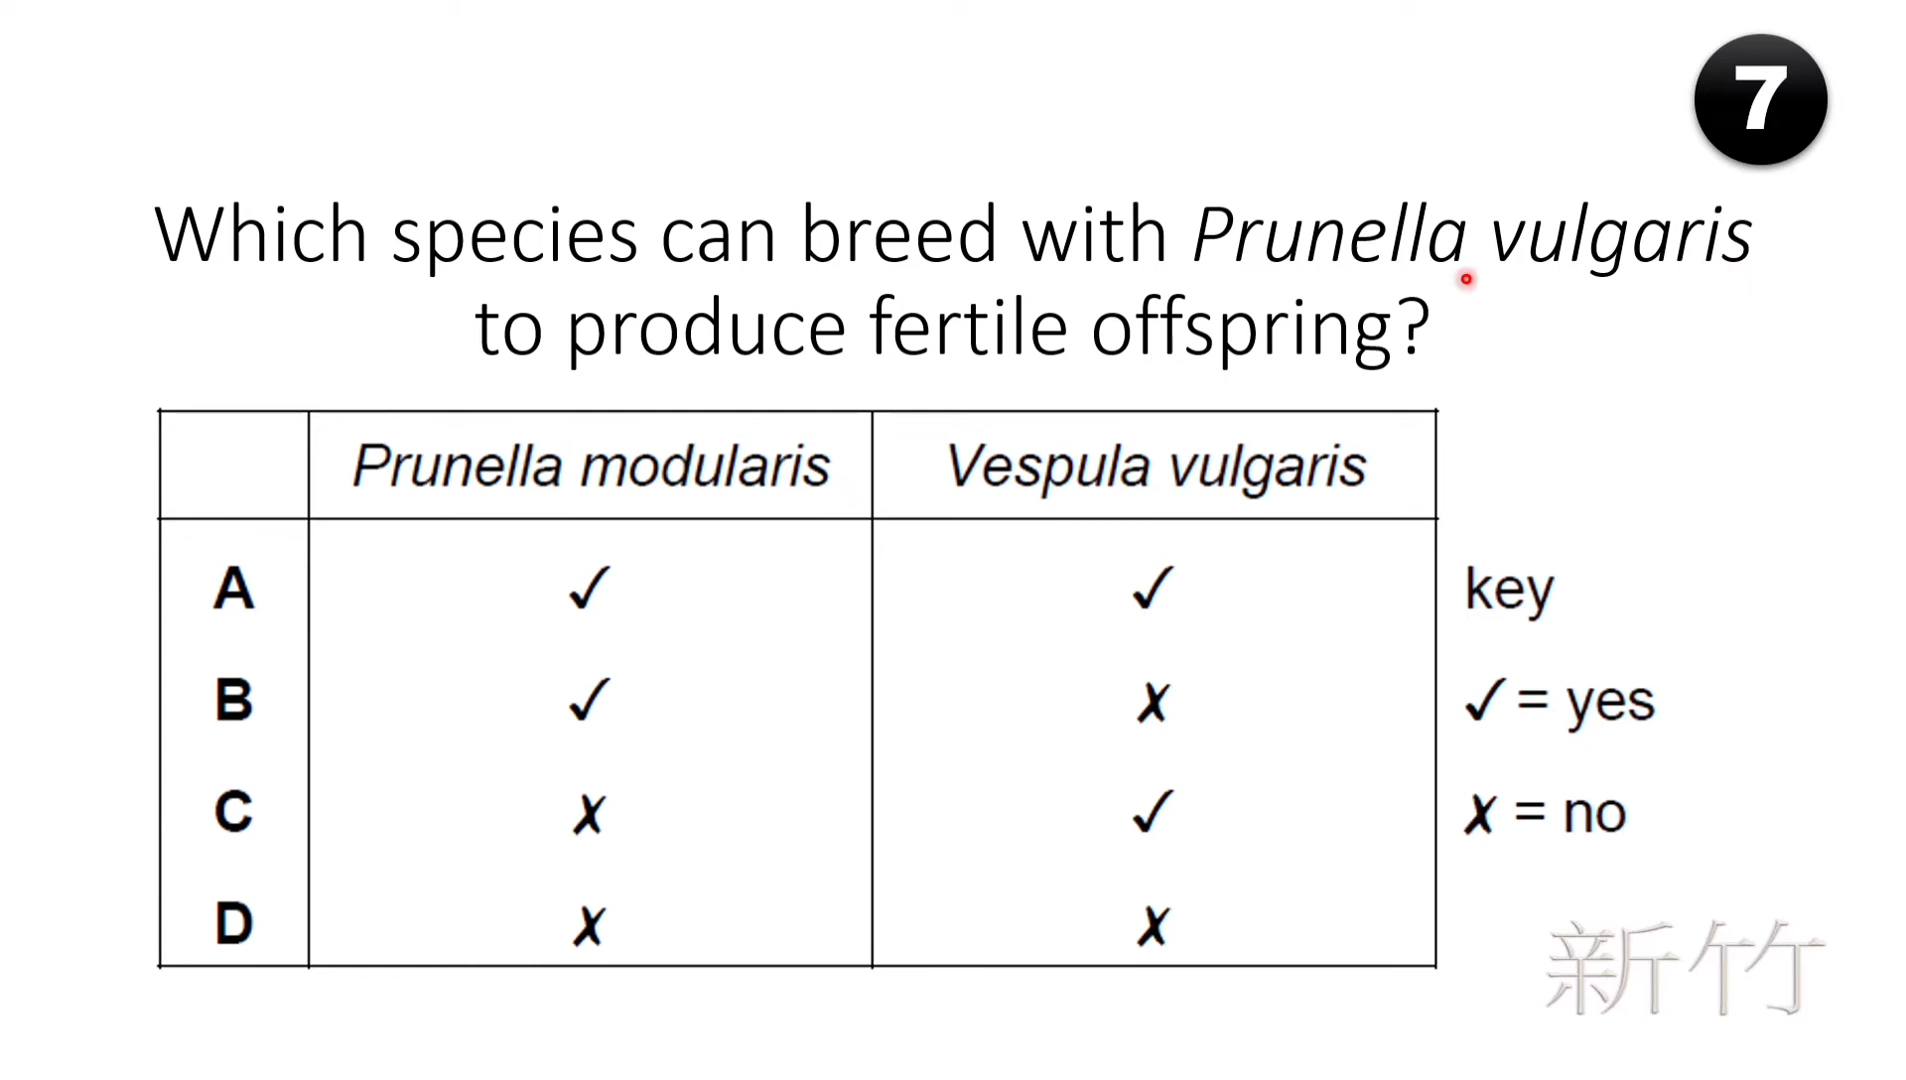 7
Which species can breed with Prunella vulgaris
to produce fertile offspring?
Prunella modularis Vespula vulgaris
A ✓ ✓ key
B ✓ ✗ ✓ = yes
C ✗ ✓ ✗ = no
D ✗ ✗
新竹